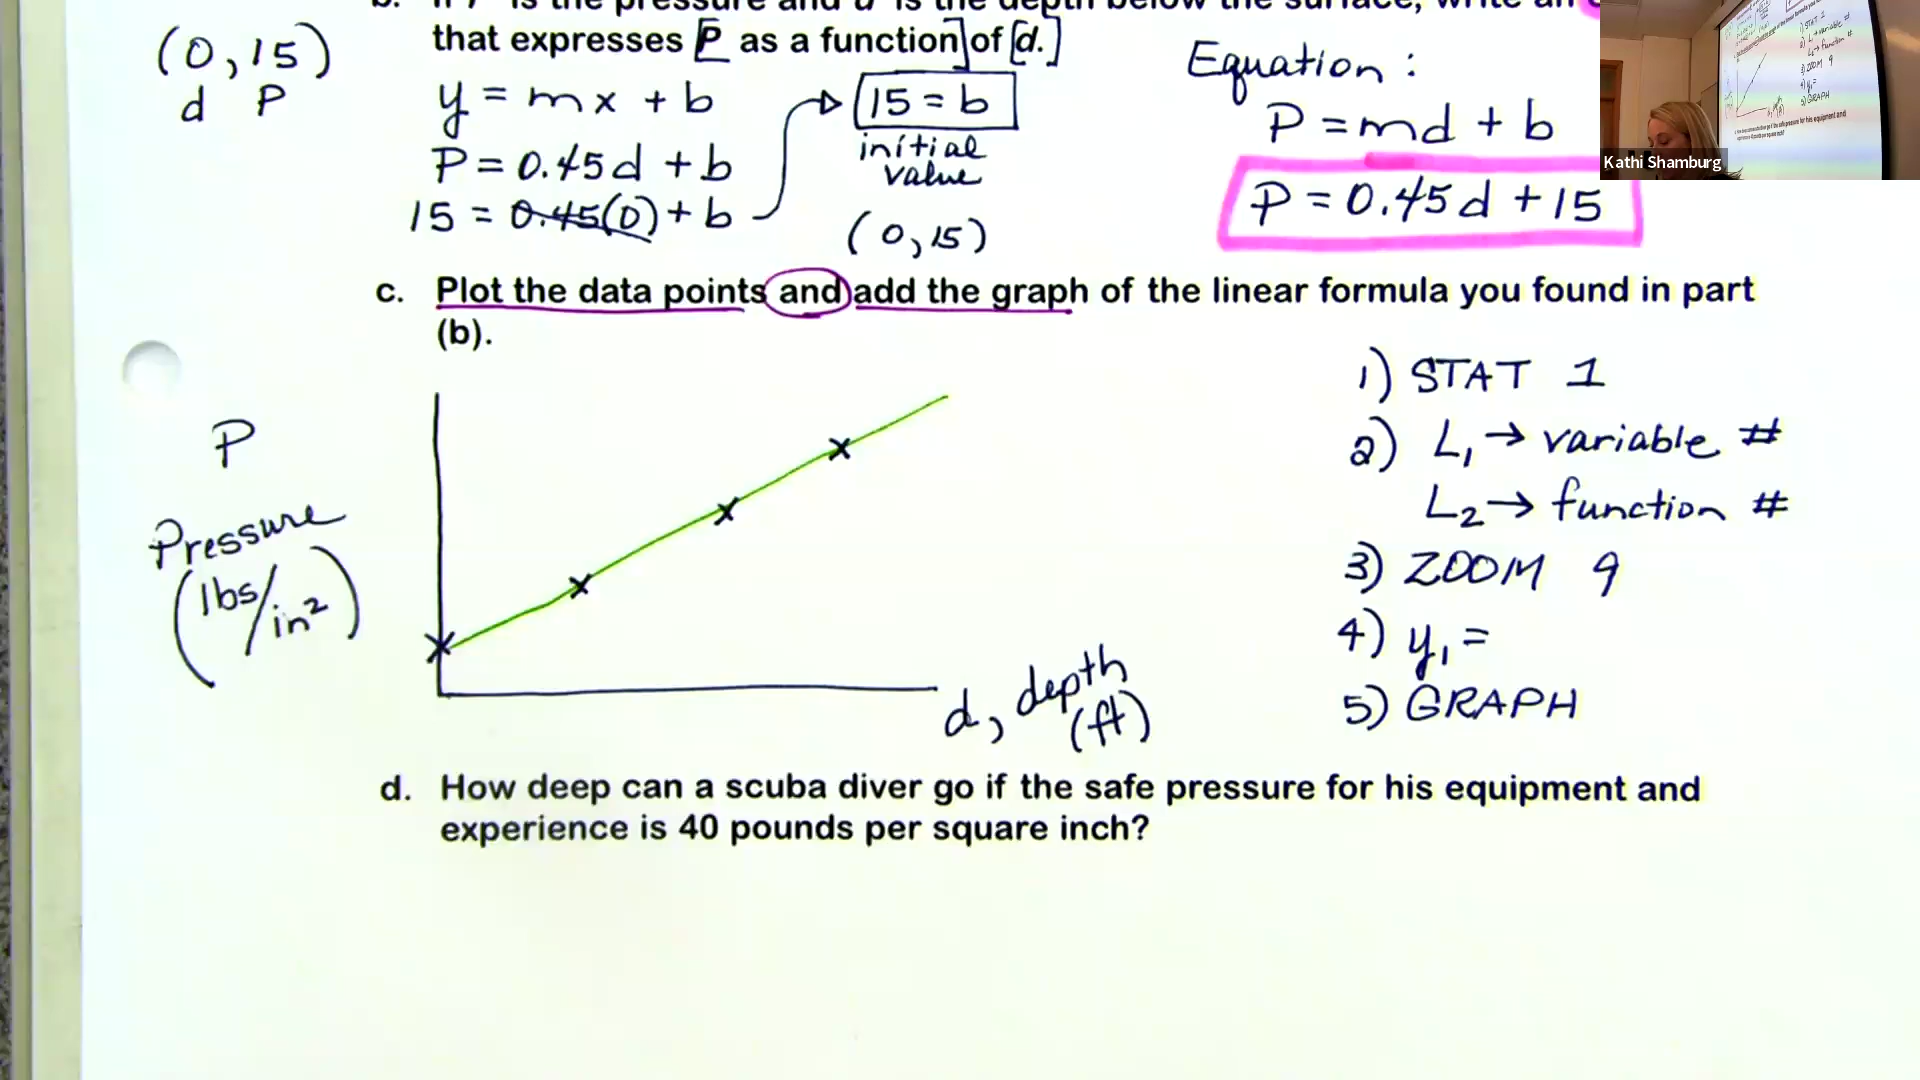 (0,15)
d P
that expresses [P as a function] of [d.]
y = mx + b
P = 0.45d + b
15 = 0.45(0) + b
15 = b
initial
value
(0,15)
Equation:
P = md + b
P = 0.45d + 15
Kathi Shamburg
c. Plot the data points and add the graph of the linear formula you found in part
(b).
P
Pressure
(lbs/in²)
d, depth
(ft)
1) STAT 1
2) L₁ → variable #
L₂ → function #
3) ZOOM 9
4) y₁ =
5) GRAPH
d. How deep can a scuba diver go if the safe pressure for his equipment and
experience is 40 pounds per square inch?